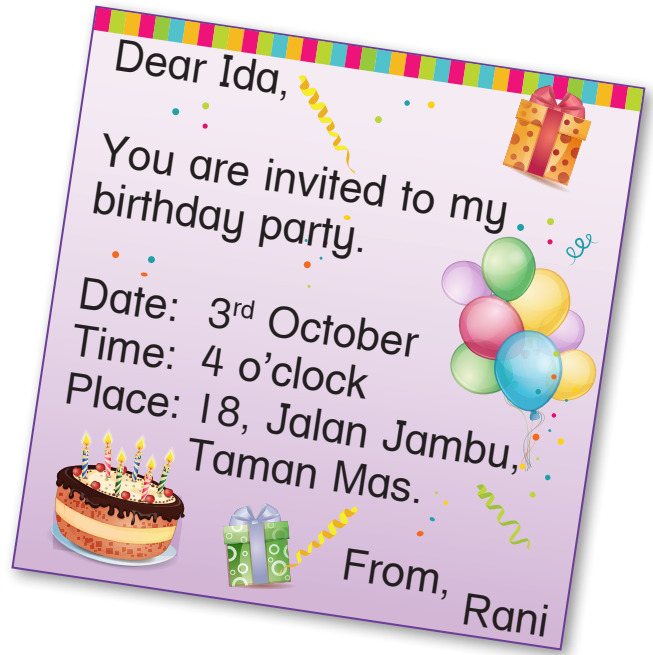 Dear Ida,
You are invited to my
birthday party.
Date: 3rd October
Time: 4 o'clock
Place: 18, Jalan Jambu,
Taman Mas.
From,
Rani